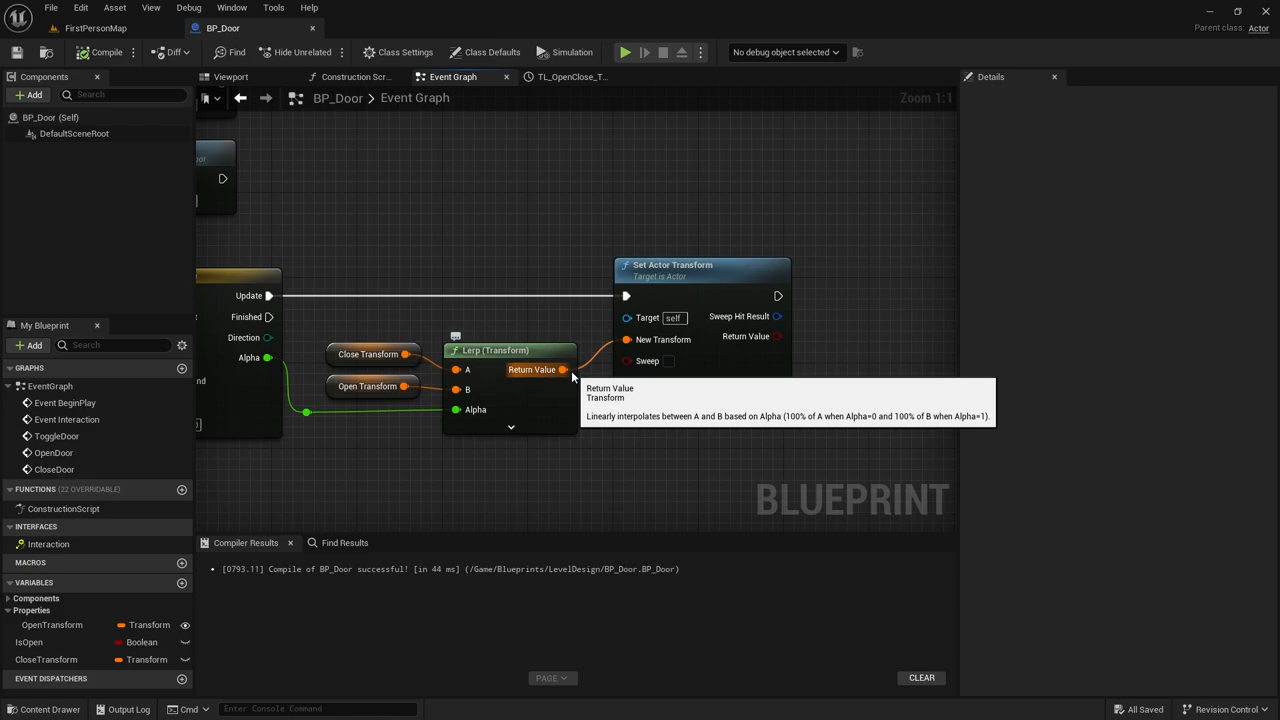 File Edit Asset View Debug Window Tools Help
FirstPersonMap
BP_Door
Parent class: Actor
Compile
Diff
Find
Hide Unrelated
Class Settings
Class Defaults
Simulation
No debug object selected
Components
Viewport
Construction Scr...
Event Graph
TL_OpenClose_T...
Details
Add
Search
BP_Door > Event Graph
Zoom 1:1
BP_Door (Self)
DefaultSceneRoot
Set Actor Transform
Target is Actor
Update
Finished
Direction
Alpha
Target self
Sweep Hit Result
New Transform
Return Value
Sweep
Close Transform
Open Transform
Lerp (Transform)
A
Return Value
B
Alpha
Return Value
Transform
Linearly interpolates between A and B based on Alpha (100% of A when Alpha=0 and 100% of B when Alpha=1).
BLUEPRINT
My Blueprint
Add
Search
GRAPHS
EventGraph
Event BeginPlay
Event Interaction
ToggleDoor
OpenDoor
CloseDoor
FUNCTIONS (22 OVERRIDABLE)
ConstructionScript
INTERFACES
Interaction
MACROS
VARIABLES
Components
Properties
OpenTransform Transform
IsOpen Boolean
CloseTransform Transform
EVENT DISPATCHERS
Compiler Results
Find Results
[0793.11] Compile of BP_Door successful! [in 44 ms] (/Game/Blueprints/LevelDesign/BP_Door.BP_Door)
PAGE
CLEAR
Content Drawer
Output Log
Cmd
Enter Console Command
All Saved
Revision Control